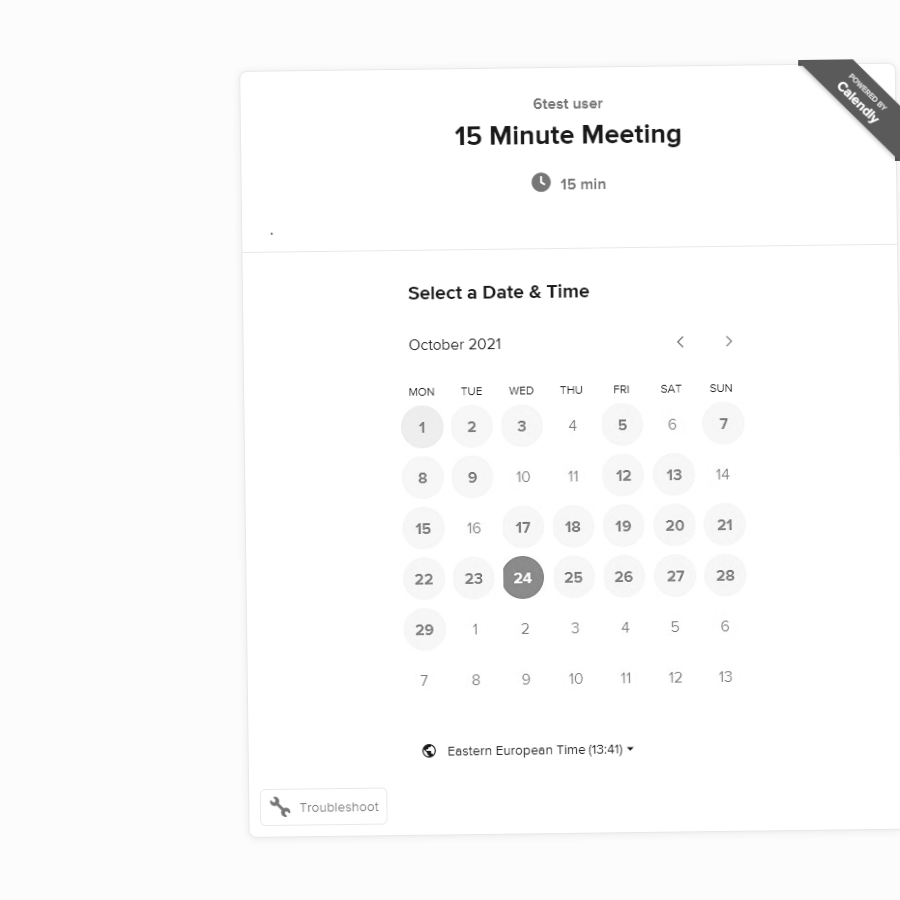 POWERED BY
Calendly
6test user
15 Minute Meeting
15 min
.
Select a Date & Time
October 2021
MON TUE WED THU FRI SAT SUN
1 2 3 4 5 6 7
8 9 10 11 12 13 14
15 16 17 18 19 20 21
22 23 24 25 26 27 28
29 1 2 3 4 5 6
7 8 9 10 11 12 13
Eastern European Time (13:41)
Troubleshoot